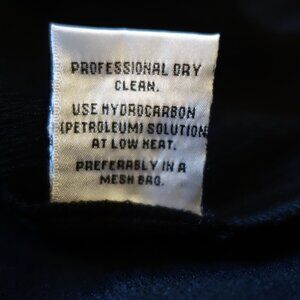 PROFESSIONAL DRY
CLEAN.
USE HYDROCARBON
(PETROLEUM) SOLUTION
AT LOW HEAT.
PREFERABLY IN A
MESH BAG.